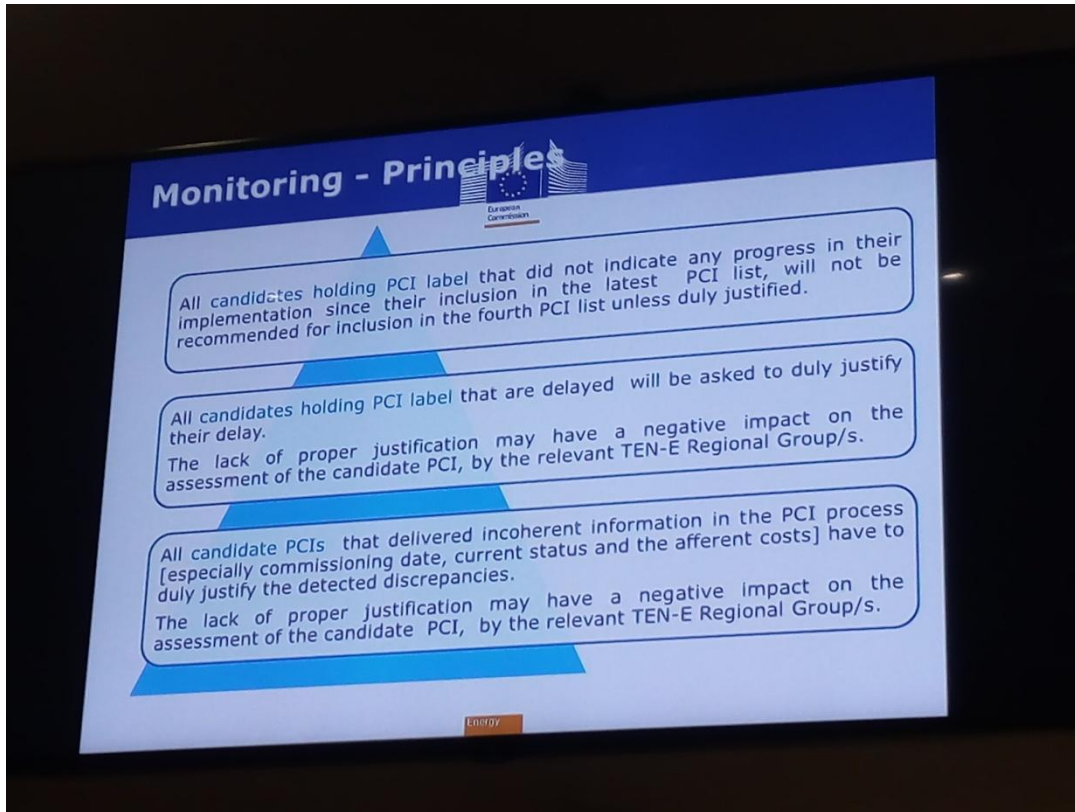 Monitoring - Principles
European
Commission
All candidates holding PCI label that did not indicate any progress in their
implementation since their inclusion in the latest PCI list, will not be
recommended for inclusion in the fourth PCI list unless duly justified.
All candidates holding PCI label that are delayed will be asked to duly justify
their delay.
The lack of proper justification may have a negative impact on the
assessment of the candidate PCI, by the relevant TEN-E Regional Group/s.
All candidate PCIs that delivered incoherent information in the PCI process
[especially commissioning date, current status and the afferent costs] have to
duly justify the detected discrepancies.
The lack of proper justification may have a negative impact on the
assessment of the candidate PCI, by the relevant TEN-E Regional Group/s.
Energy